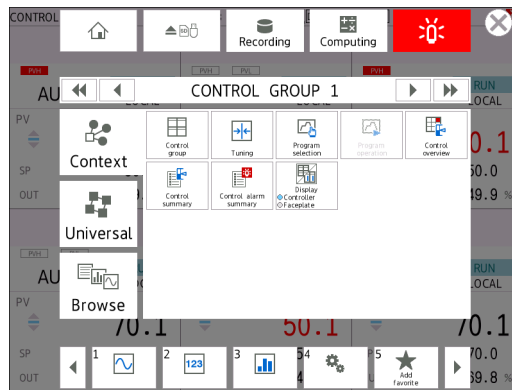 CONTROL
Recording
Computing
PVH
PVH PVL
PVH
AU
CONTROL GROUP 1
RUN
LOCAL
PV
0.1
SP
50.0
OUT
49.9 %
Context
Control group
Tuning
Program selection
Program operation
Control overview
Control summary
Control alarm summary
Display
Controller
Faceplate
Universal
Browse
PVH
AU
RUN
LOCAL
PV
70.1
50.1
70.1
SP
70.0
OUT
69.8 %
1
2
123
3
4
5
Add favorite